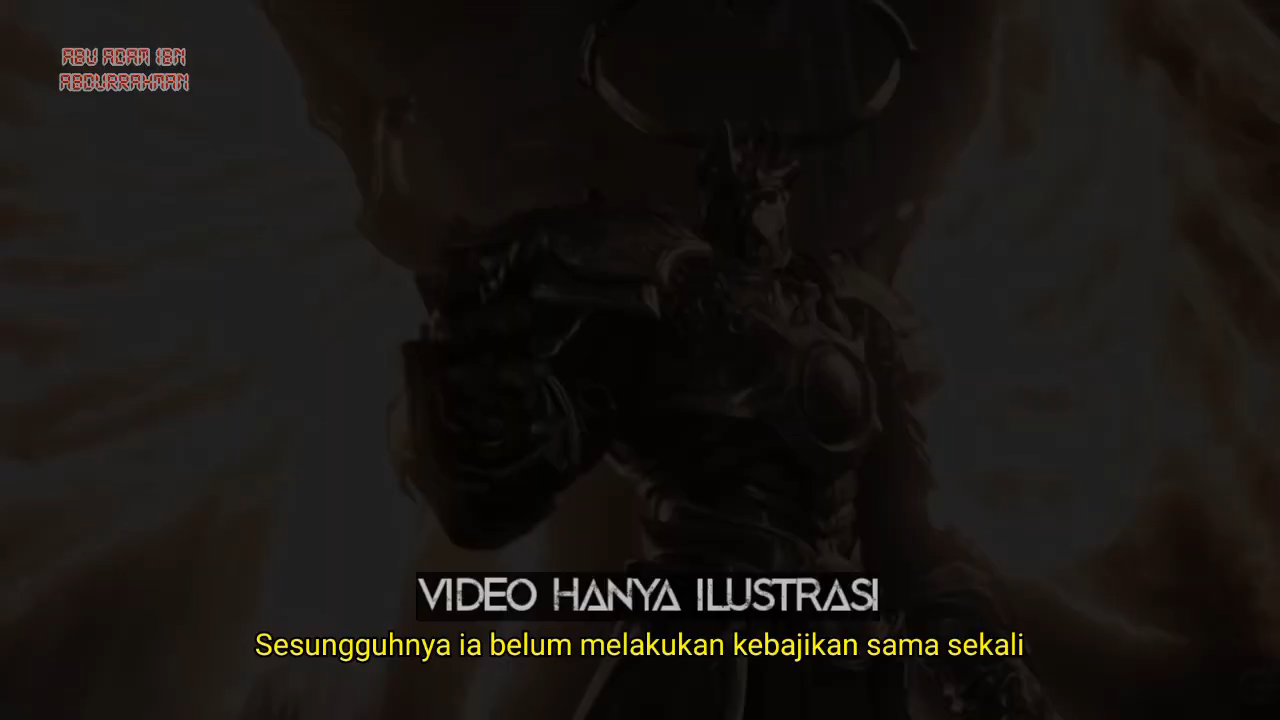 ABU ADAM IBN
ABDURRAHMAN
VIDEO HANYA ILUSTRASI
Sesungguhnya ia belum melakukan kebajikan sama sekali